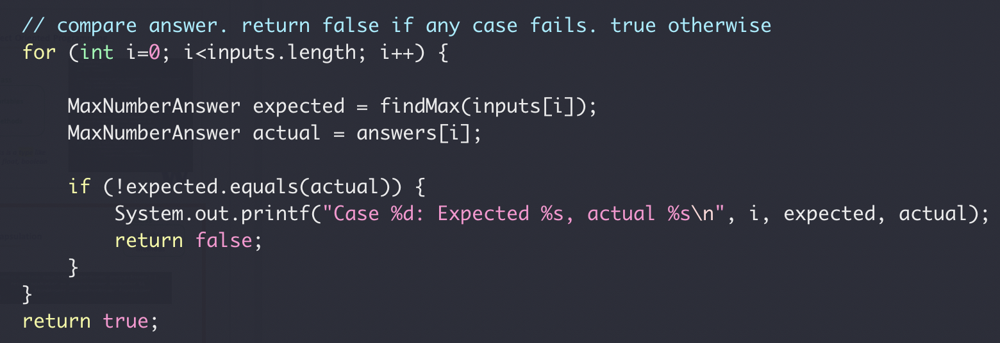 // compare answer. return false if any case fails. true otherwise
for (int i=0; i<inputs.length; i++) {
MaxNumberAnswer expected = findMax(inputs[i]);
MaxNumberAnswer actual = answers[i];
if (!expected.equals(actual)) {
System.out.printf("Case %d: Expected %s, actual %s\n", i, expected, actual);
return false;
}
}
return true;